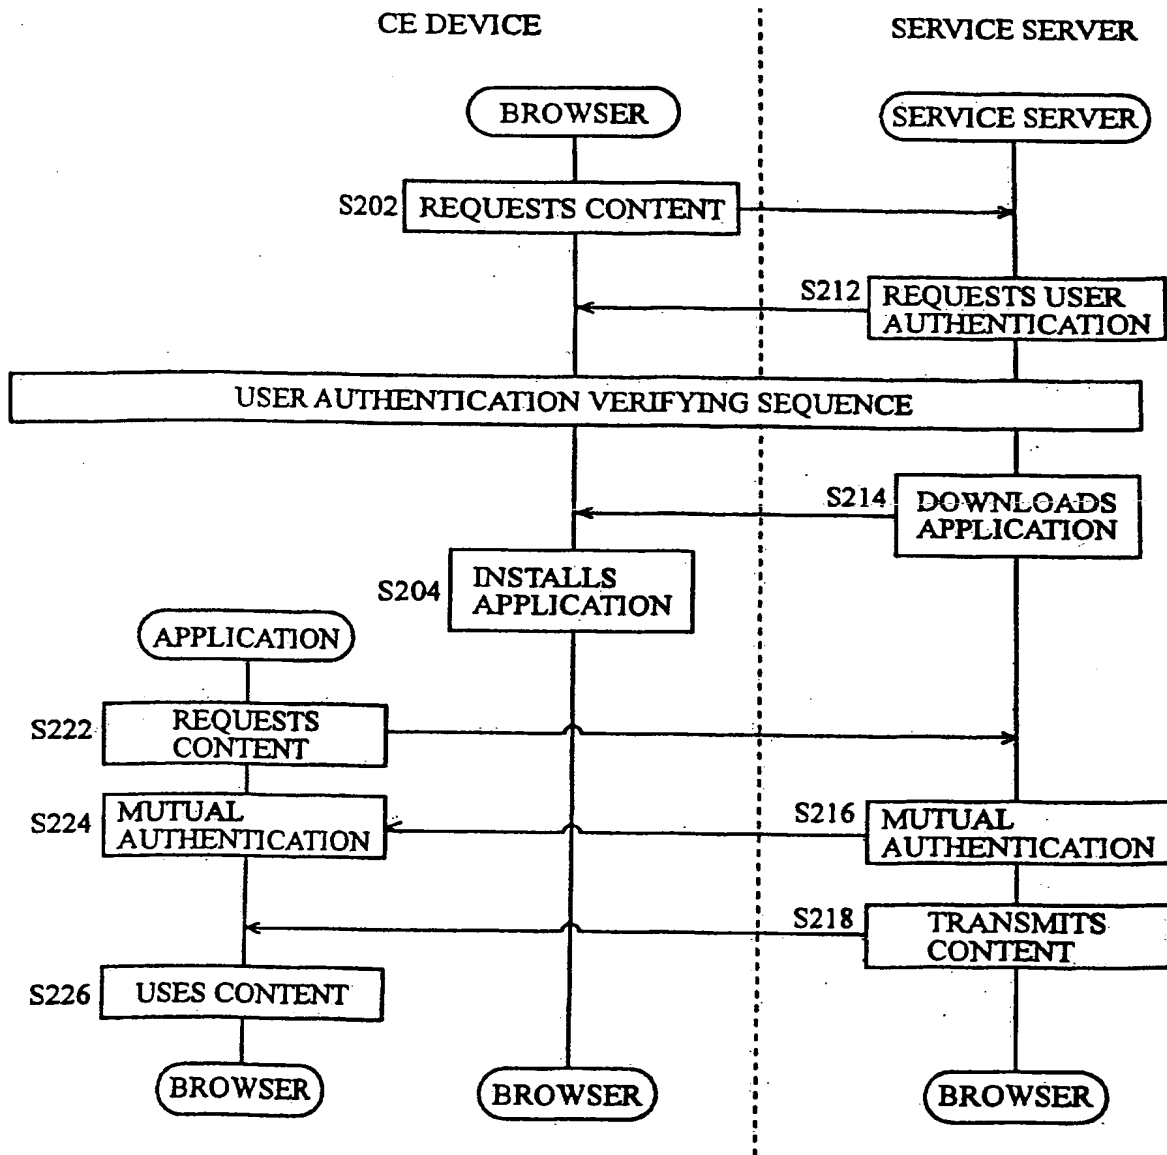 CE DEVICE
SERVICE SERVER
BROWSER
SERVICE SERVER
S202
REQUESTS CONTENT
S212
REQUESTS USER
AUTHENTICATION
USER AUTHENTICATION VERIFYING SEQUENCE
S214
DOWNLOADS
APPLICATION
S204
INSTALLS
APPLICATION
APPLICATION
S222
REQUESTS
CONTENT
S224
MUTUAL
AUTHENTICATION
S216
MUTUAL
AUTHENTICATION
S218
TRANSMITS
CONTENT
S226
USES CONTENT
BROWSER
BROWSER
BROWSER